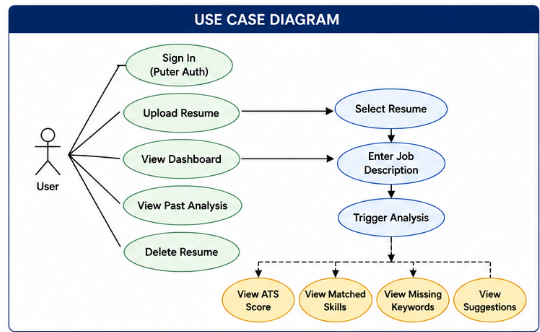 USE CASE DIAGRAM
Sign In
(Puter Auth)
Upload Resume
View Dashboard
View Past Analysis
Delete Resume
User
Select Resume
Enter Job
Description
Trigger Analysis
View ATS
Score
View Matched
Skills
View Missing
Keywords
View
Suggestions